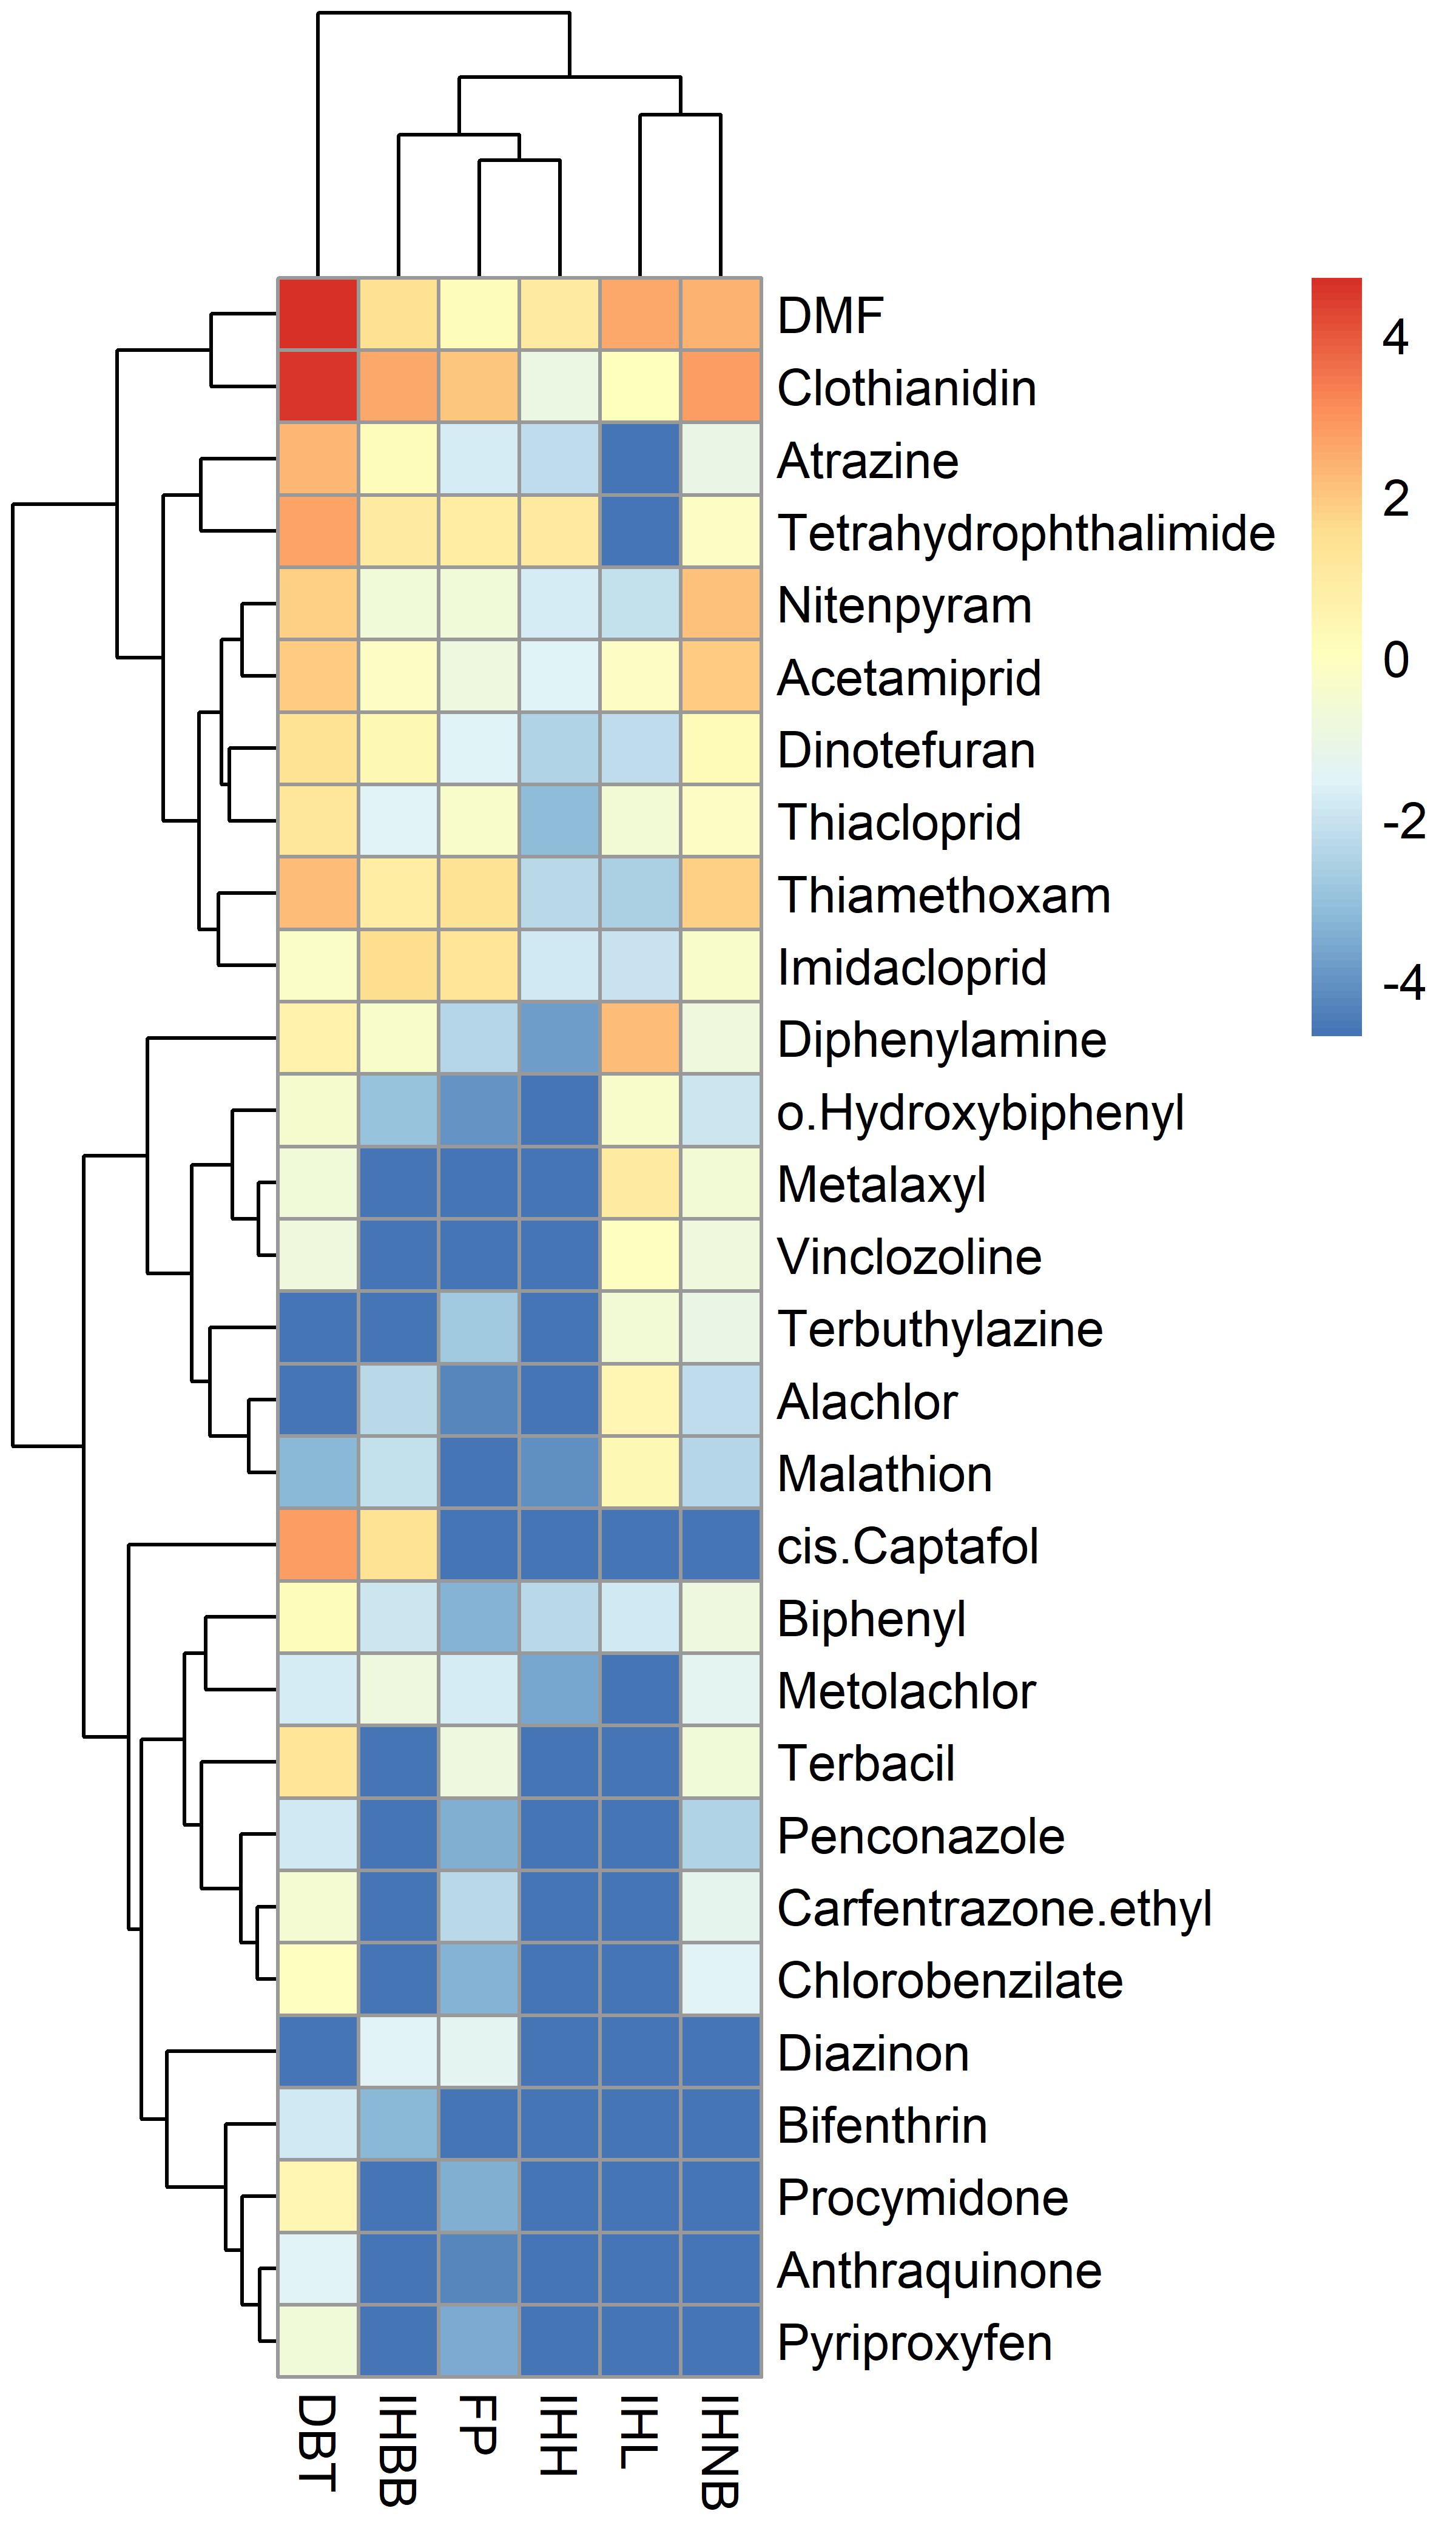 DMF
Clothianidin
Atrazine
Tetrahydrophthalimide
Nitenpyram
Acetamiprid
Dinotefuran
Thiacloprid
Thiamethoxam
Imidacloprid
Diphenylamine
o.Hydroxybiphenyl
Metalaxyl
Vinclozoline
Terbuthylazine
Alachlor
Malathion
cis.Captafol
Biphenyl
Metolachlor
Terbacil
Penconazole
Carfentrazone.ethyl
Chlorobenzilate
Diazinon
Bifenthrin
Procymidone
Anthraquinone
Pyriproxyfen
4
2
0
-2
-4
DBT
IHBB
FP
IHH
IHL
IHNB